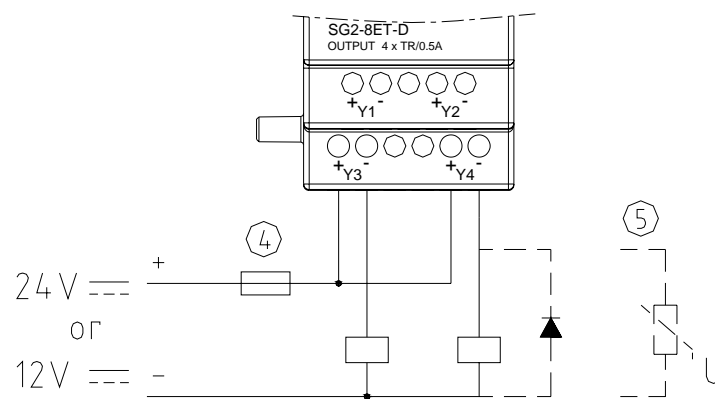 SG2-8ET-D
OUTPUT 4 x TR/0.5A
+ Y1 - + Y2 -
+ Y3 - + Y4 -
4
5
+
24V
or
12V
-
U